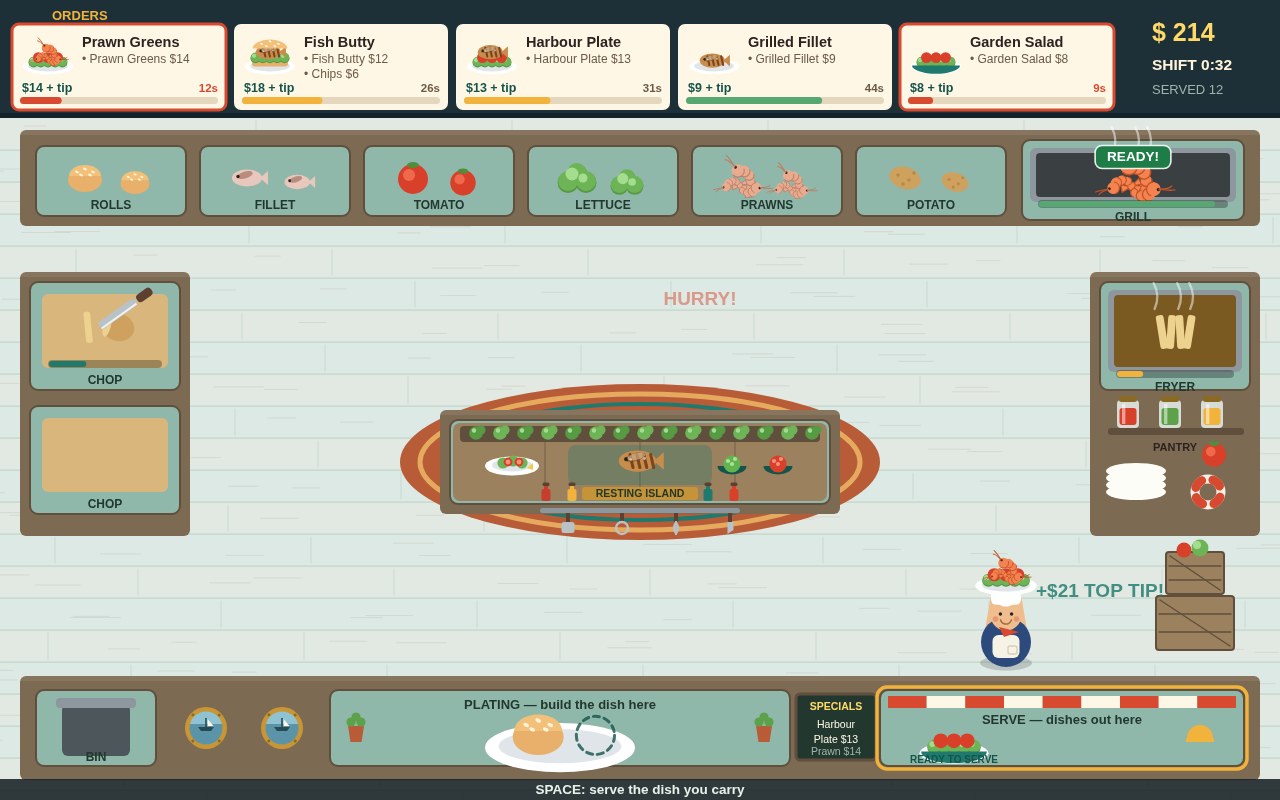 ORDERS
Prawn Greens
• Prawn Greens $14
$14 + tip
12s
Fish Butty
• Fish Butty $12
• Chips $6
$18 + tip
26s
Harbour Plate
• Harbour Plate $13
$13 + tip
31s
Grilled Fillet
• Grilled Fillet $9
$9 + tip
44s
Garden Salad
• Garden Salad $8
$8 + tip
9s
$ 214
SHIFT 0:32
SERVED 12
ROLLS
FILLET
TOMATO
LETTUCE
PRAWNS
POTATO
READY!
GRILL
HURRY!
CHOP
CHOP
FRYER
PANTRY
RESTING ISLAND
+$21 TOP TIP!
BIN
PLATING — build the dish here
SPECIALS
Harbour
Plate $13
Prawn $14
SERVE — dishes out here
READY TO SERVE
SPACE: serve the dish you carry